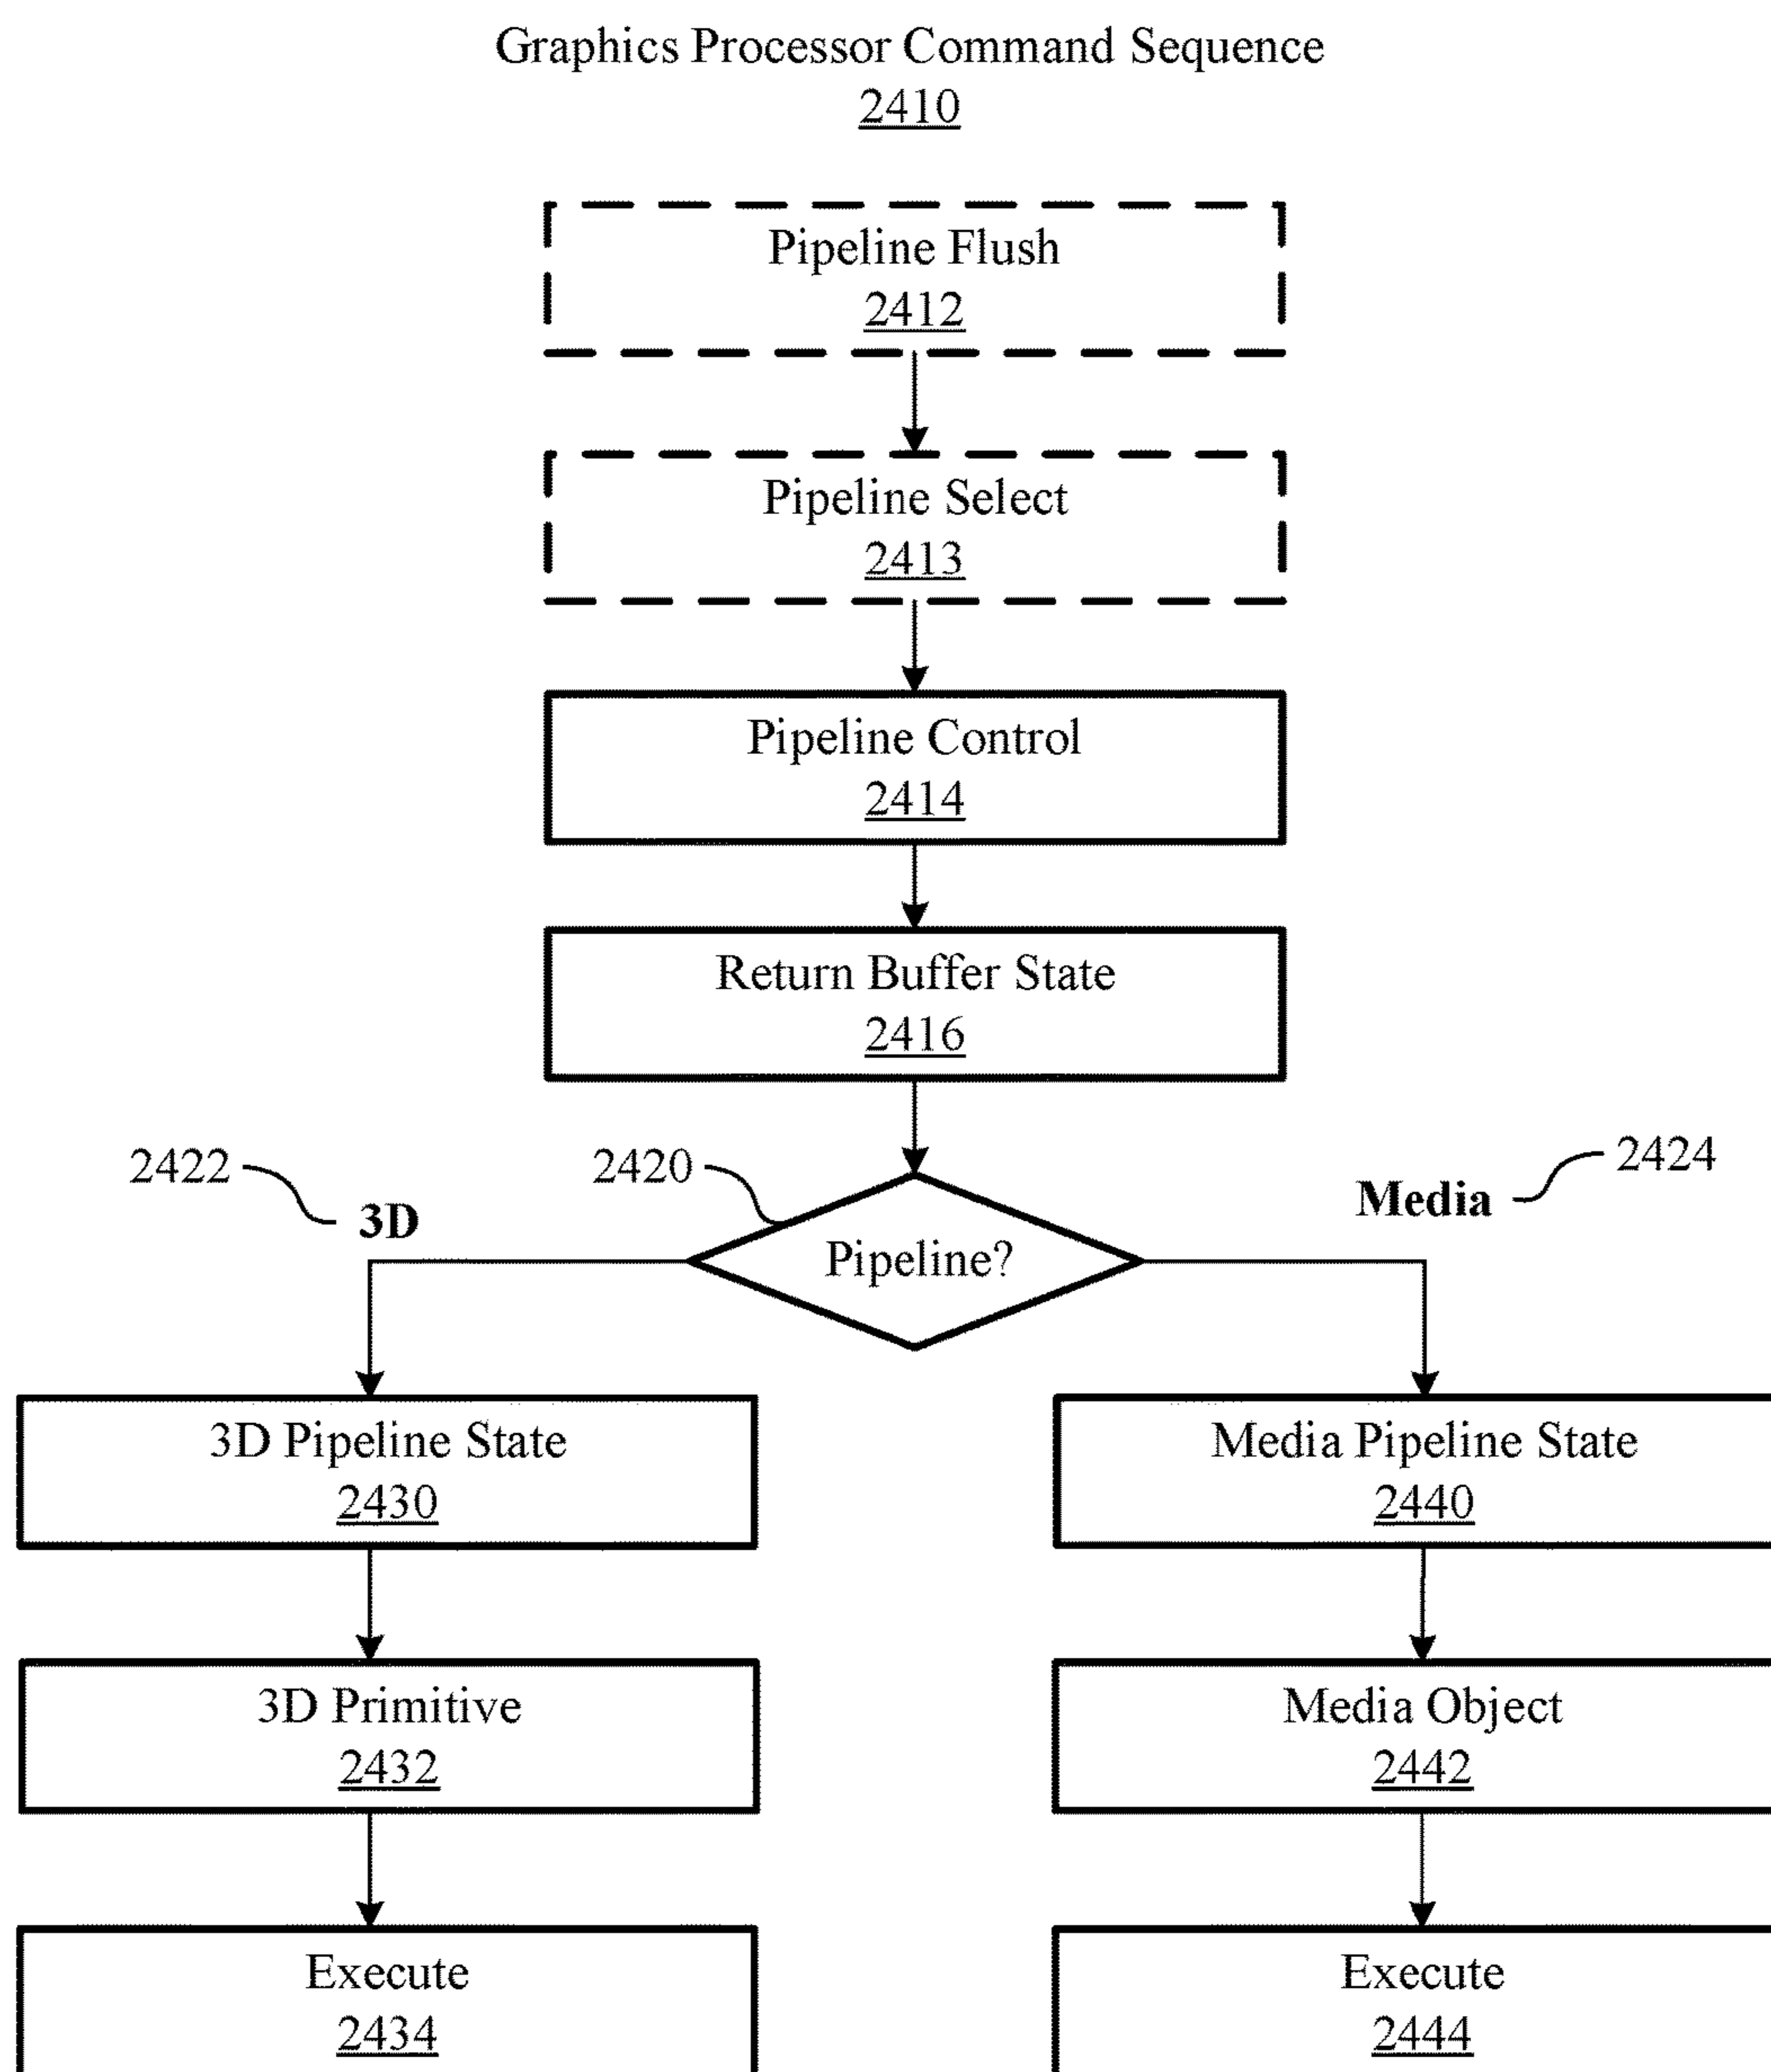 Graphics Processor Command Sequence
2410
Pipeline Flush
2412
Pipeline Select
2413
Pipeline Control
2414
Return Buffer State
2416
2422
2420
2424
3D
Media
Pipeline?
3D Pipeline State
2430
Media Pipeline State
2440
3D Primitive
2432
Media Object
2442
Execute
2434
Execute
2444